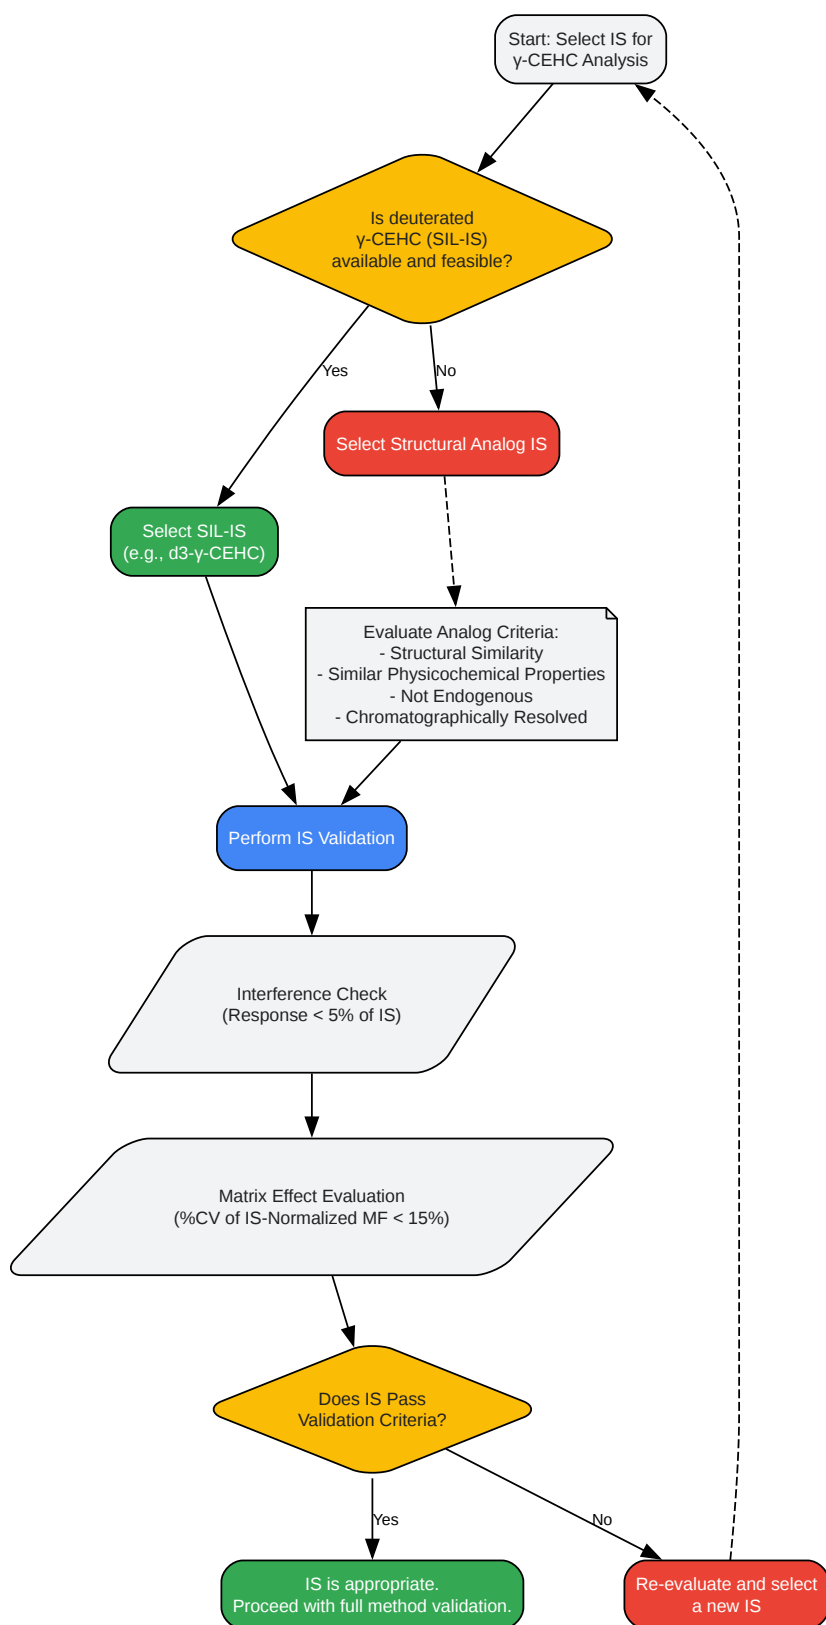 Start: Select IS for
γ-CEHC Analysis
Is deuterated
γ-CEHC (SIL-IS)
available and feasible?
Yes
No
Select Structural Analog IS
Select SIL-IS
(e.g., d3-γ-CEHC)
Evaluate Analog Criteria:
- Structural Similarity
- Similar Physicochemical Properties
- Not Endogenous
- Chromatographically Resolved
Perform IS Validation
Interference Check
(Response < 5% of IS)
Matrix Effect Evaluation
(%CV of IS-Normalized MF < 15%)
Does IS Pass
Validation Criteria?
Yes
No
IS is appropriate.
Proceed with full method validation.
Re-evaluate and select
a new IS